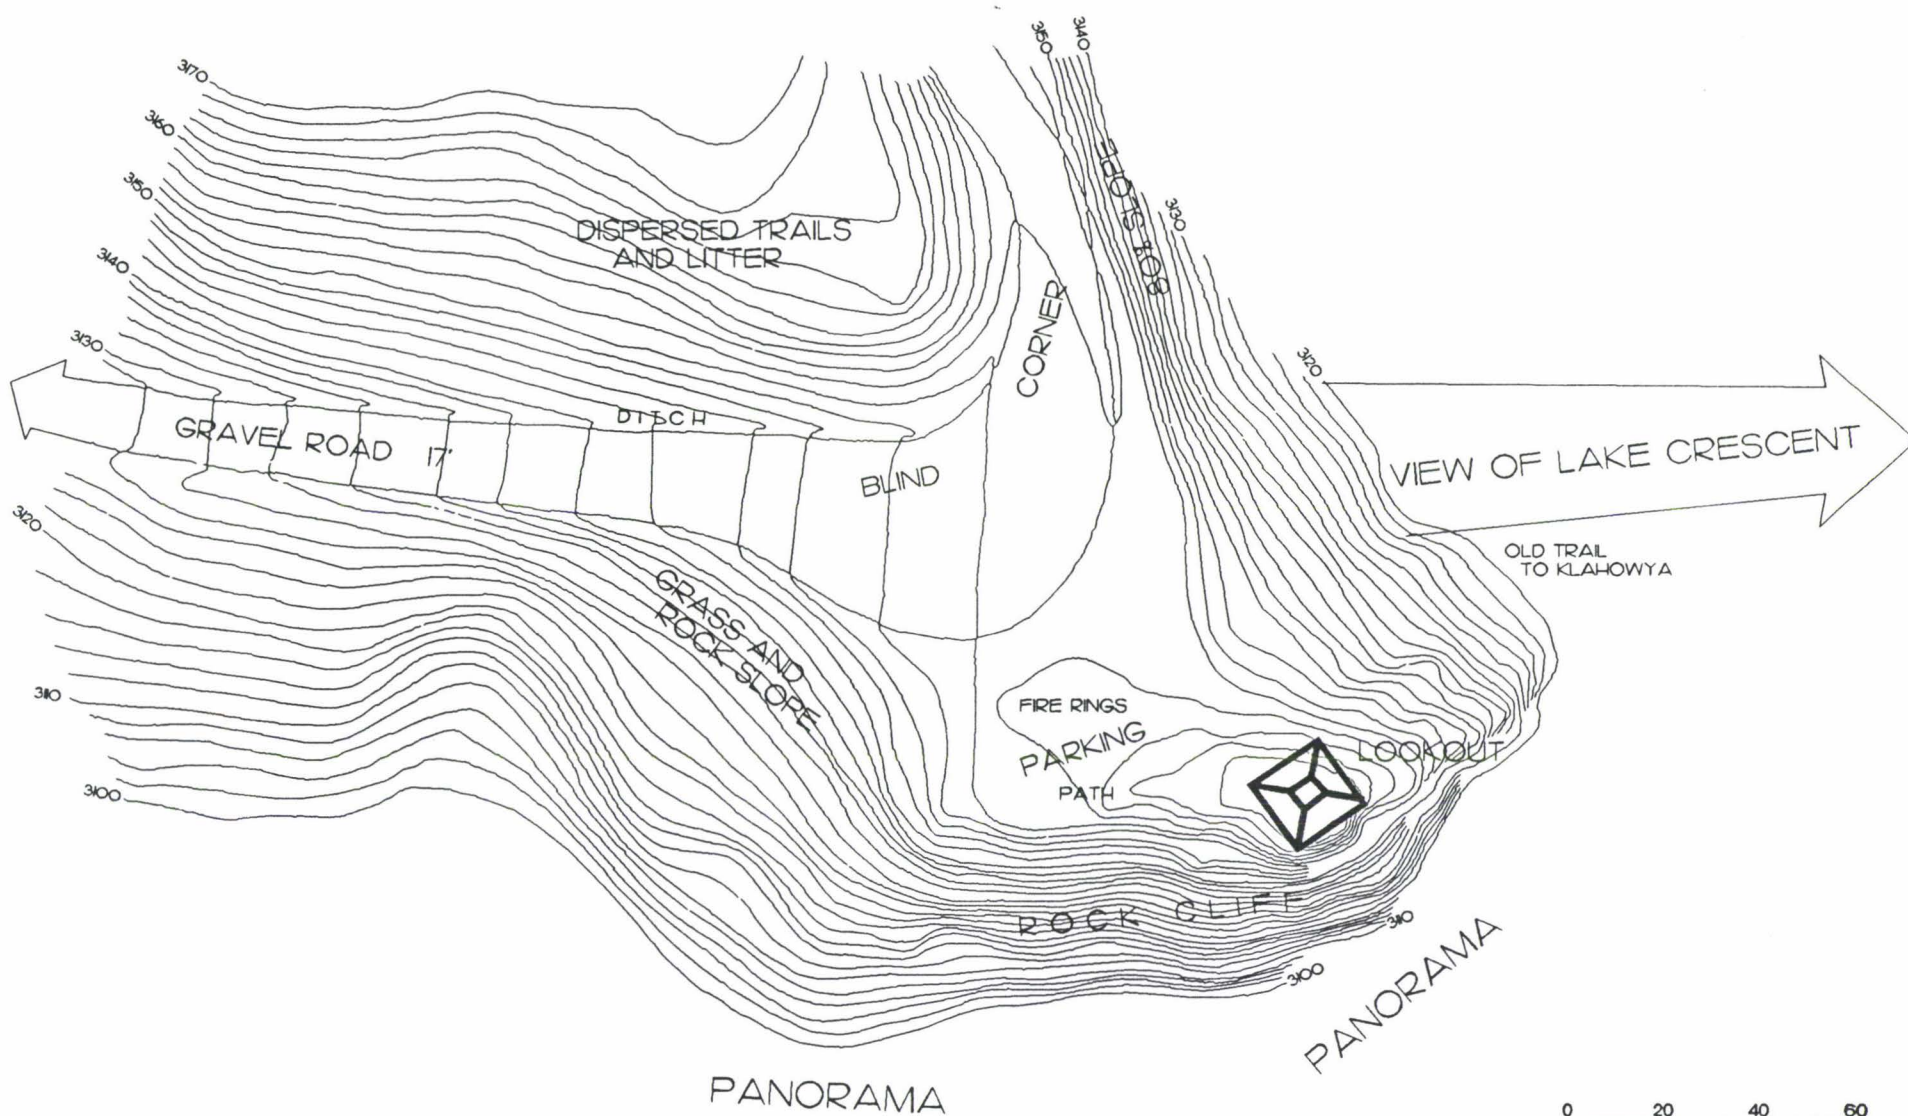 3150
3140
3170
3160
3150
3140
3130
3120
3110
3100
DISPERSED TRAILS
AND LITTER
80% SLOPE
3130
3120
CORNER
DITCH
GRAVEL ROAD 17'
BLIND
VIEW OF LAKE CRESCENT
OLD TRAIL
TO KLAHOWYA
GRASS AND
ROCK SLOPE
FIRE RINGS
PARKING
PATH
LOOKOUT
ROCK CLIFF
3110
3100
PANORAMA
PANORAMA
0 20 40 60